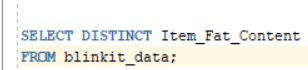 SELECT DISTINCT Item_Fat_Content
FROM blinkit_data;